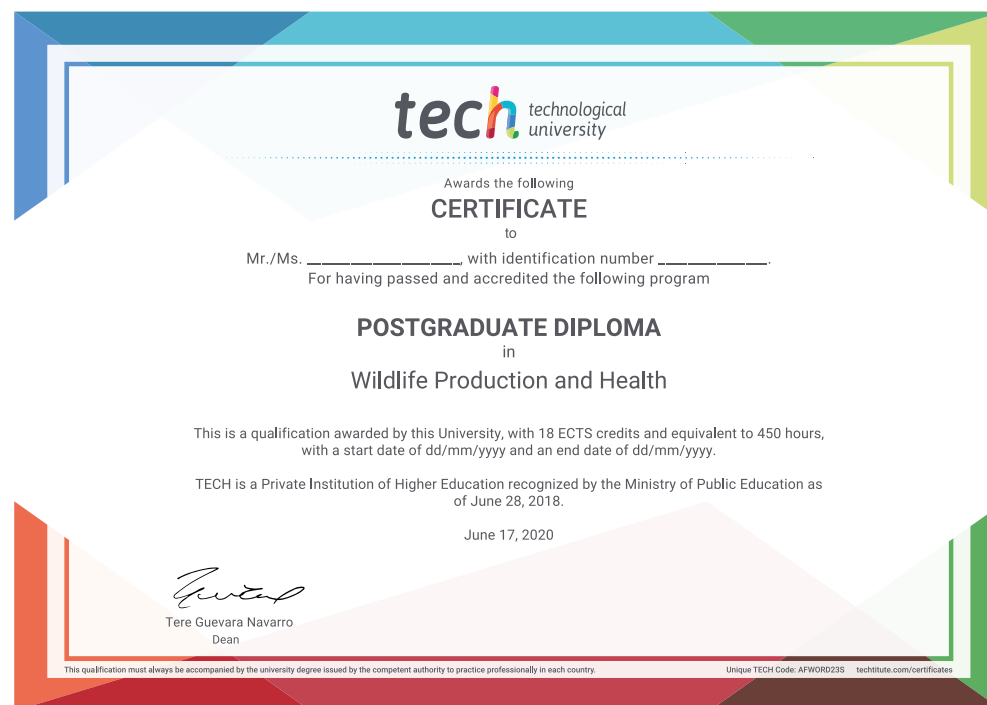 tech technological
university
Awards the following
CERTIFICATE
to
Mr./Ms. ____________________, with identification number ______________.
For having passed and accredited the following program
POSTGRADUATE DIPLOMA
in
Wildlife Production and Health
This is a qualification awarded by this University, with 18 ECTS credits and equivalent to 450 hours,
with a start date of dd/mm/yyyy and an end date of dd/mm/yyyy.
TECH is a Private Institution of Higher Education recognized by the Ministry of Public Education as
of June 28, 2018.
June 17, 2020
Tere Guevara Navarro
Dean
This qualification must always be accompanied by the university degree issued by the competent authority to practice professionally in each country.
Unique TECH Code: AFWORD23S techtitute.com/certificates